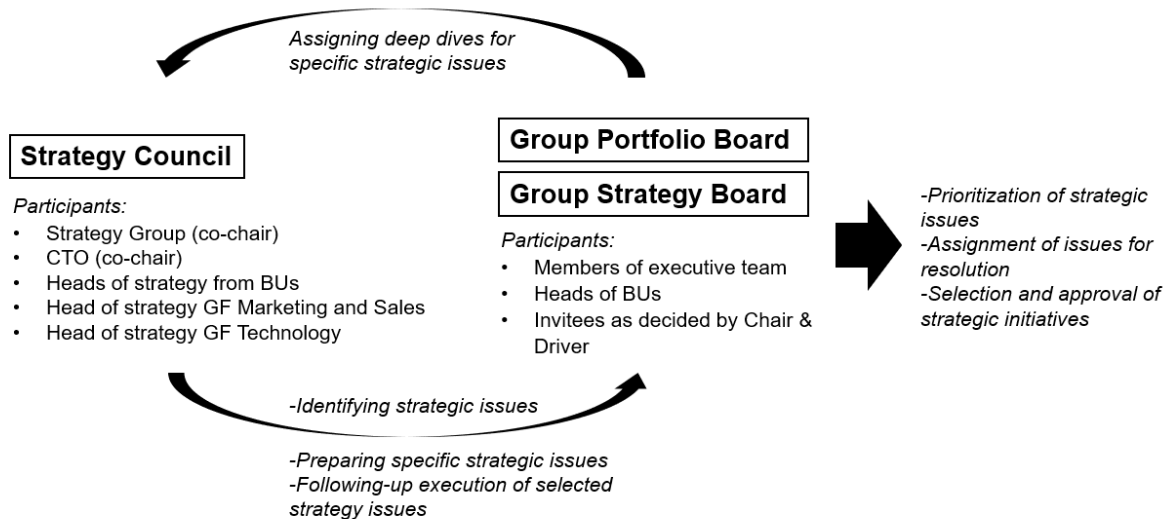 Assigning deep dives for
specific strategic issues
Strategy Council
Participants:
• Strategy Group (co-chair)
• CTO (co-chair)
• Heads of strategy from BUs
• Head of strategy GF Marketing and Sales
• Head of strategy GF Technology
Group Portfolio Board
Group Strategy Board
Participants:
• Members of executive team
• Heads of BUs
• Invitees as decided by Chair &
Driver
-Prioritization of strategic
issues
-Assignment of issues for
resolution
-Selection and approval of
strategic initiatives
-Identifying strategic issues
-Preparing specific strategic issues
-Following-up execution of selected
strategy issues